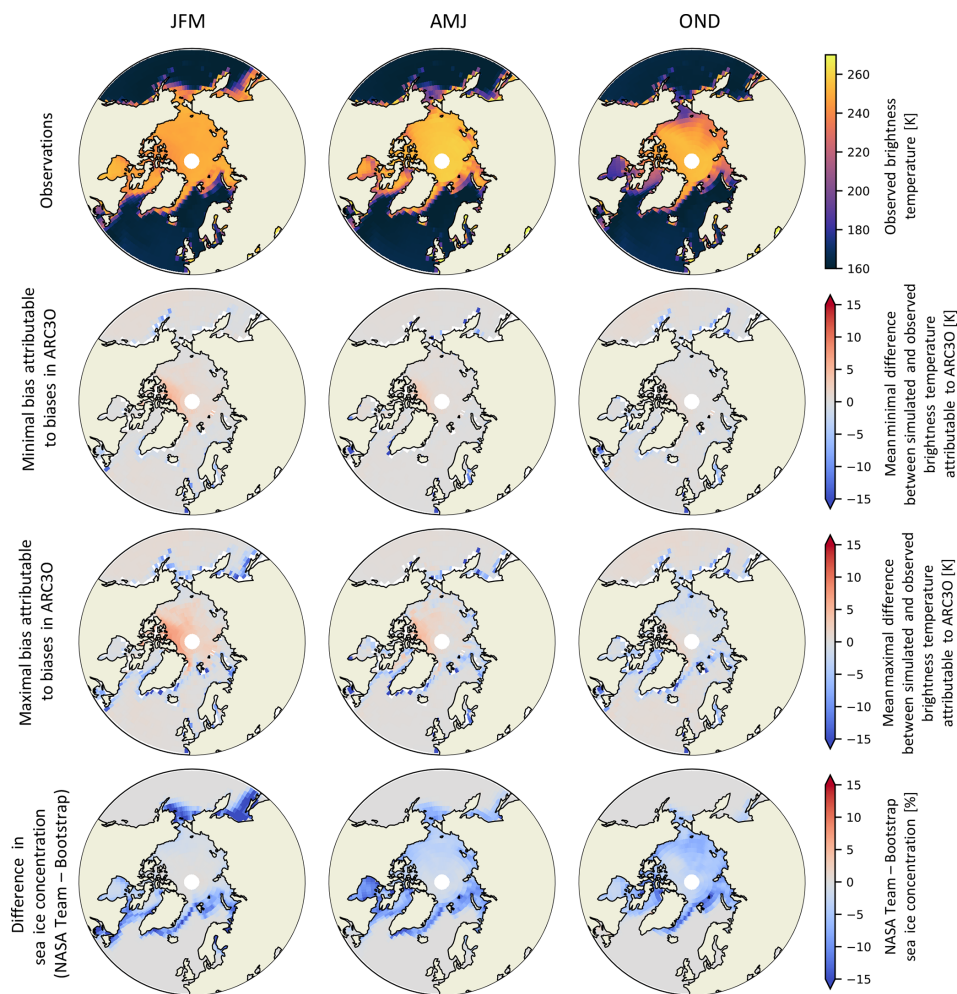 JFM
AMJ
OND
Observations
260
240
220
200
180
160
Observed brightness
temperature [K]
Minimal bias attributable
to biases in ARC3O
15
10
5
0
−5
−10
−15
Mean minimal difference
between simulated and observed
brightness temperature
attributable to ARC3O [K]
Maximal bias attributable
to biases in ARC3O
15
10
5
0
−5
−10
−15
Mean maximal difference
between simulated and observed
brightness temperature
attributable to ARC3O [K]
Difference in
sea ice concentration
(NASA Team − Bootstrap)
15
10
5
0
−5
−10
−15
NASA Team − Bootstrap
sea ice concentration [%]